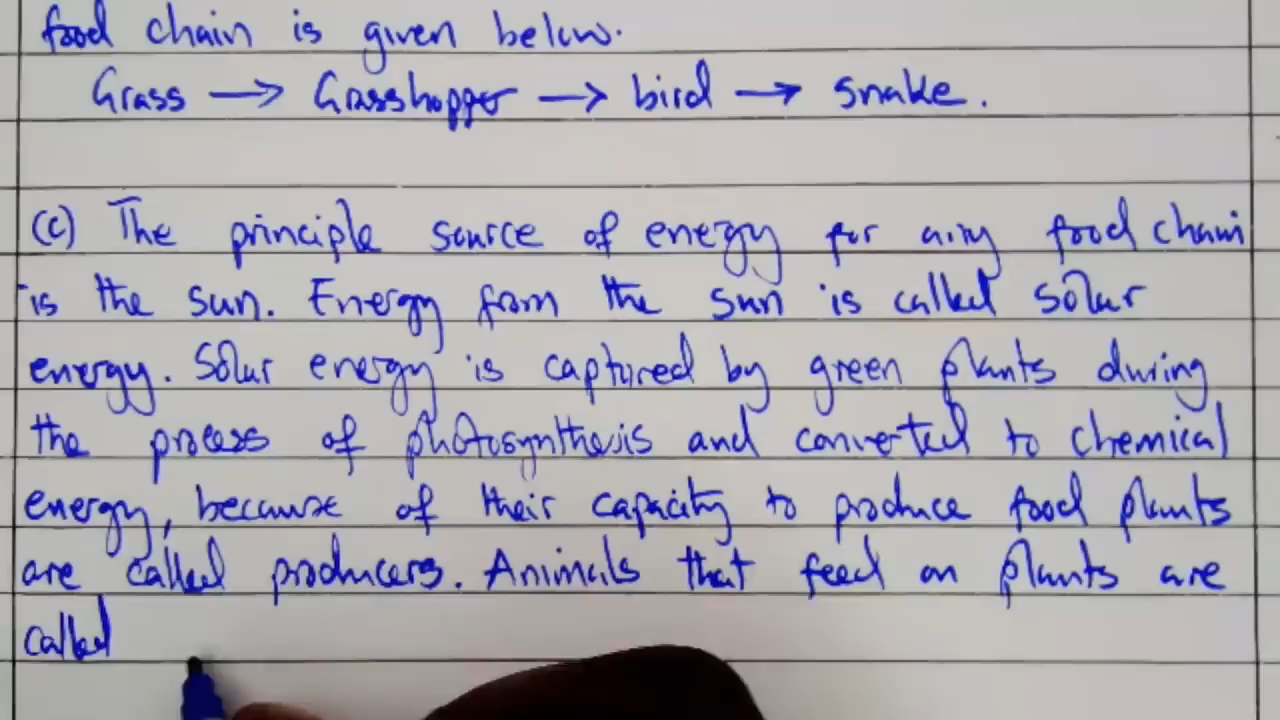 food chain is given below.
Grass → Grasshopper → bird → snake.
(c) The principle source of energy for any food chain
is the sun. Energy from the sun is called solar
energy. Solar energy is captured by green plants during
the process of photosynthesis and converted to chemical
energy, because of their capacity to produce food plants
are called producers. Animals that feed on plants are
called